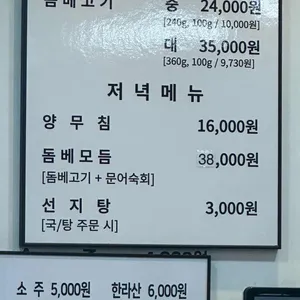 돔베고기 중 24,000원
[240g, 100g / 10,000원]
대 35,000원
[360g, 100g / 9,730원]
저녁메뉴
양무침 16,000원
돔베모듬 38,000원
[돔베고기 + 문어숙회]
선지탕 3,000원
[국/탕 주문 시]
소주 5,000원 한라산 6,000원